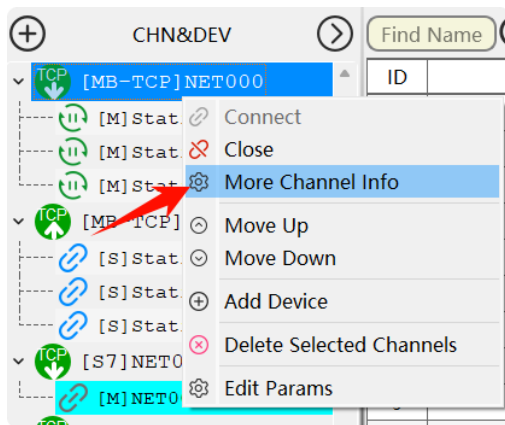 CHN&DEV
Find Name
TCP [MB-TCP]NET000
ID
[M]Stat
Connect
[M]Stat
Close
[M]Stat
More Channel Info
TCP [MB-TCP]
Move Up
[S]Stat
Move Down
[S]Stat
Add Device
[S]Stat
Delete Selected Channels
TCP [S7]NET0
Edit Params
[M]NET0